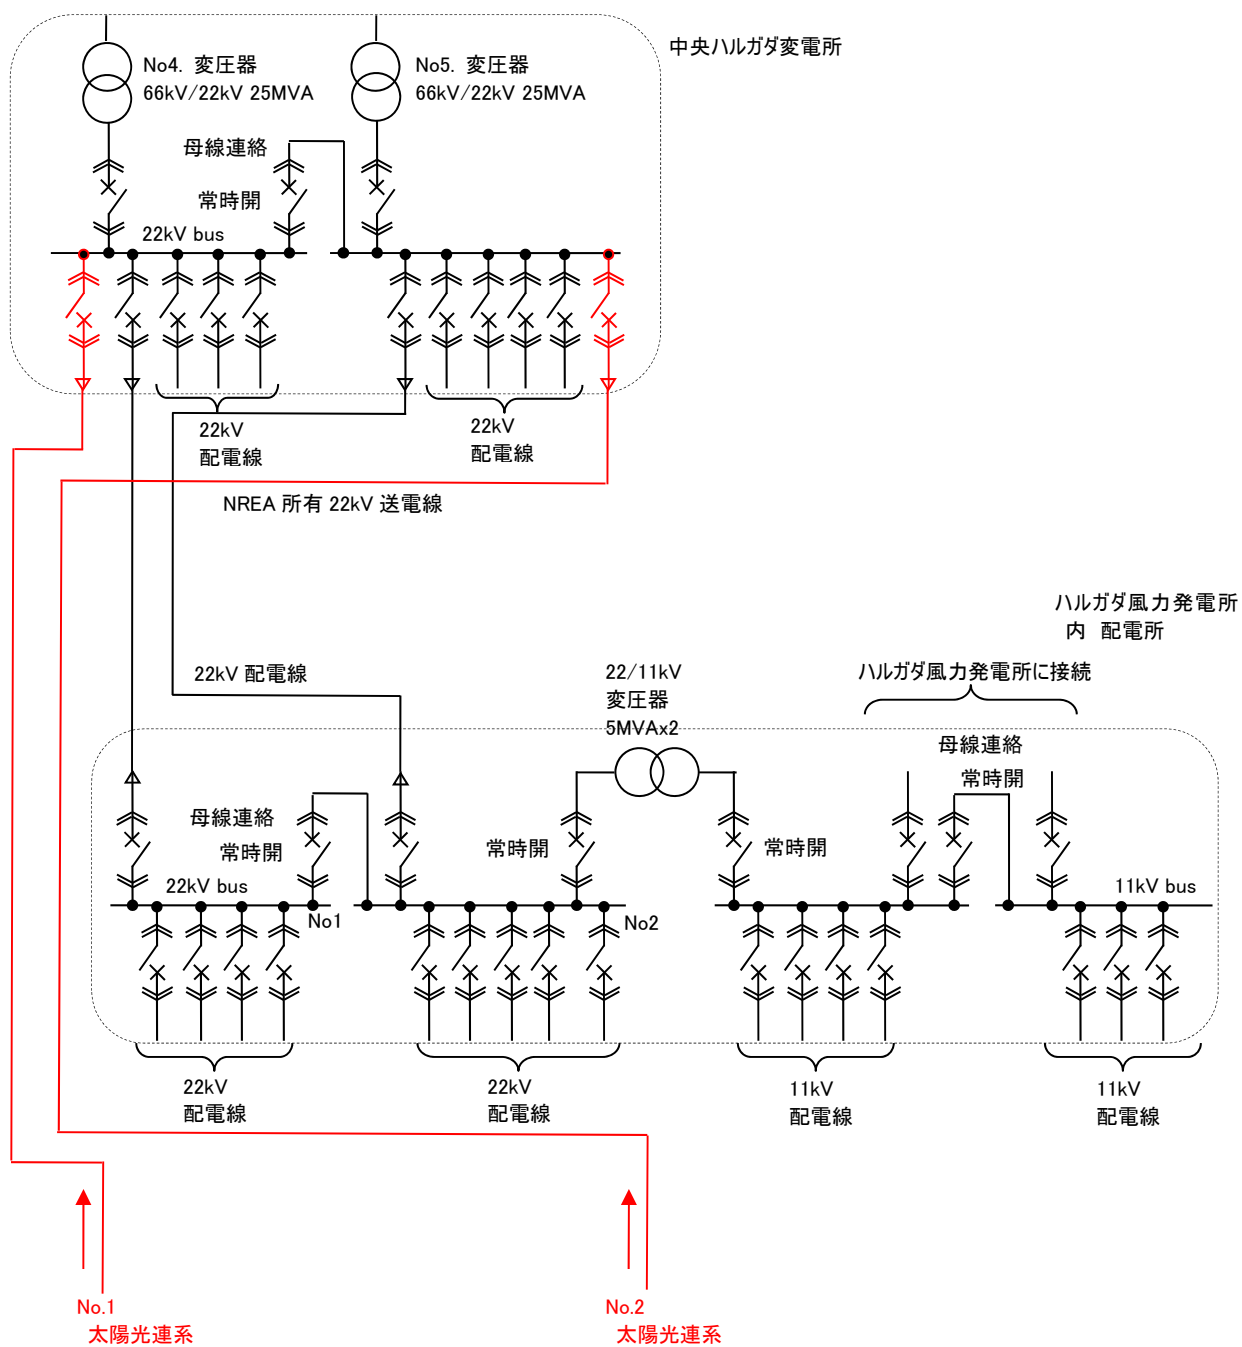 中央ハルガダ変電所
No4. 変圧器
66kV/22kV 25MVA
No5. 変圧器
66kV/22kV 25MVA
母線連絡
常時開
22kV bus
22kV
配電線
22kV
配電線
NREA 所有 22kV 送電線
ハルガダ風力発電所
内 配電所
22kV 配電線
22/11kV
変圧器
5MVAx2
ハルガダ風力発電所に接続
母線連絡
常時開
母線連絡
常時開
常時開
常時開
22kV bus
No1
No2
11kV bus
22kV
配電線
22kV
配電線
11kV
配電線
11kV
配電線
No.1
太陽光連系
No.2
太陽光連系